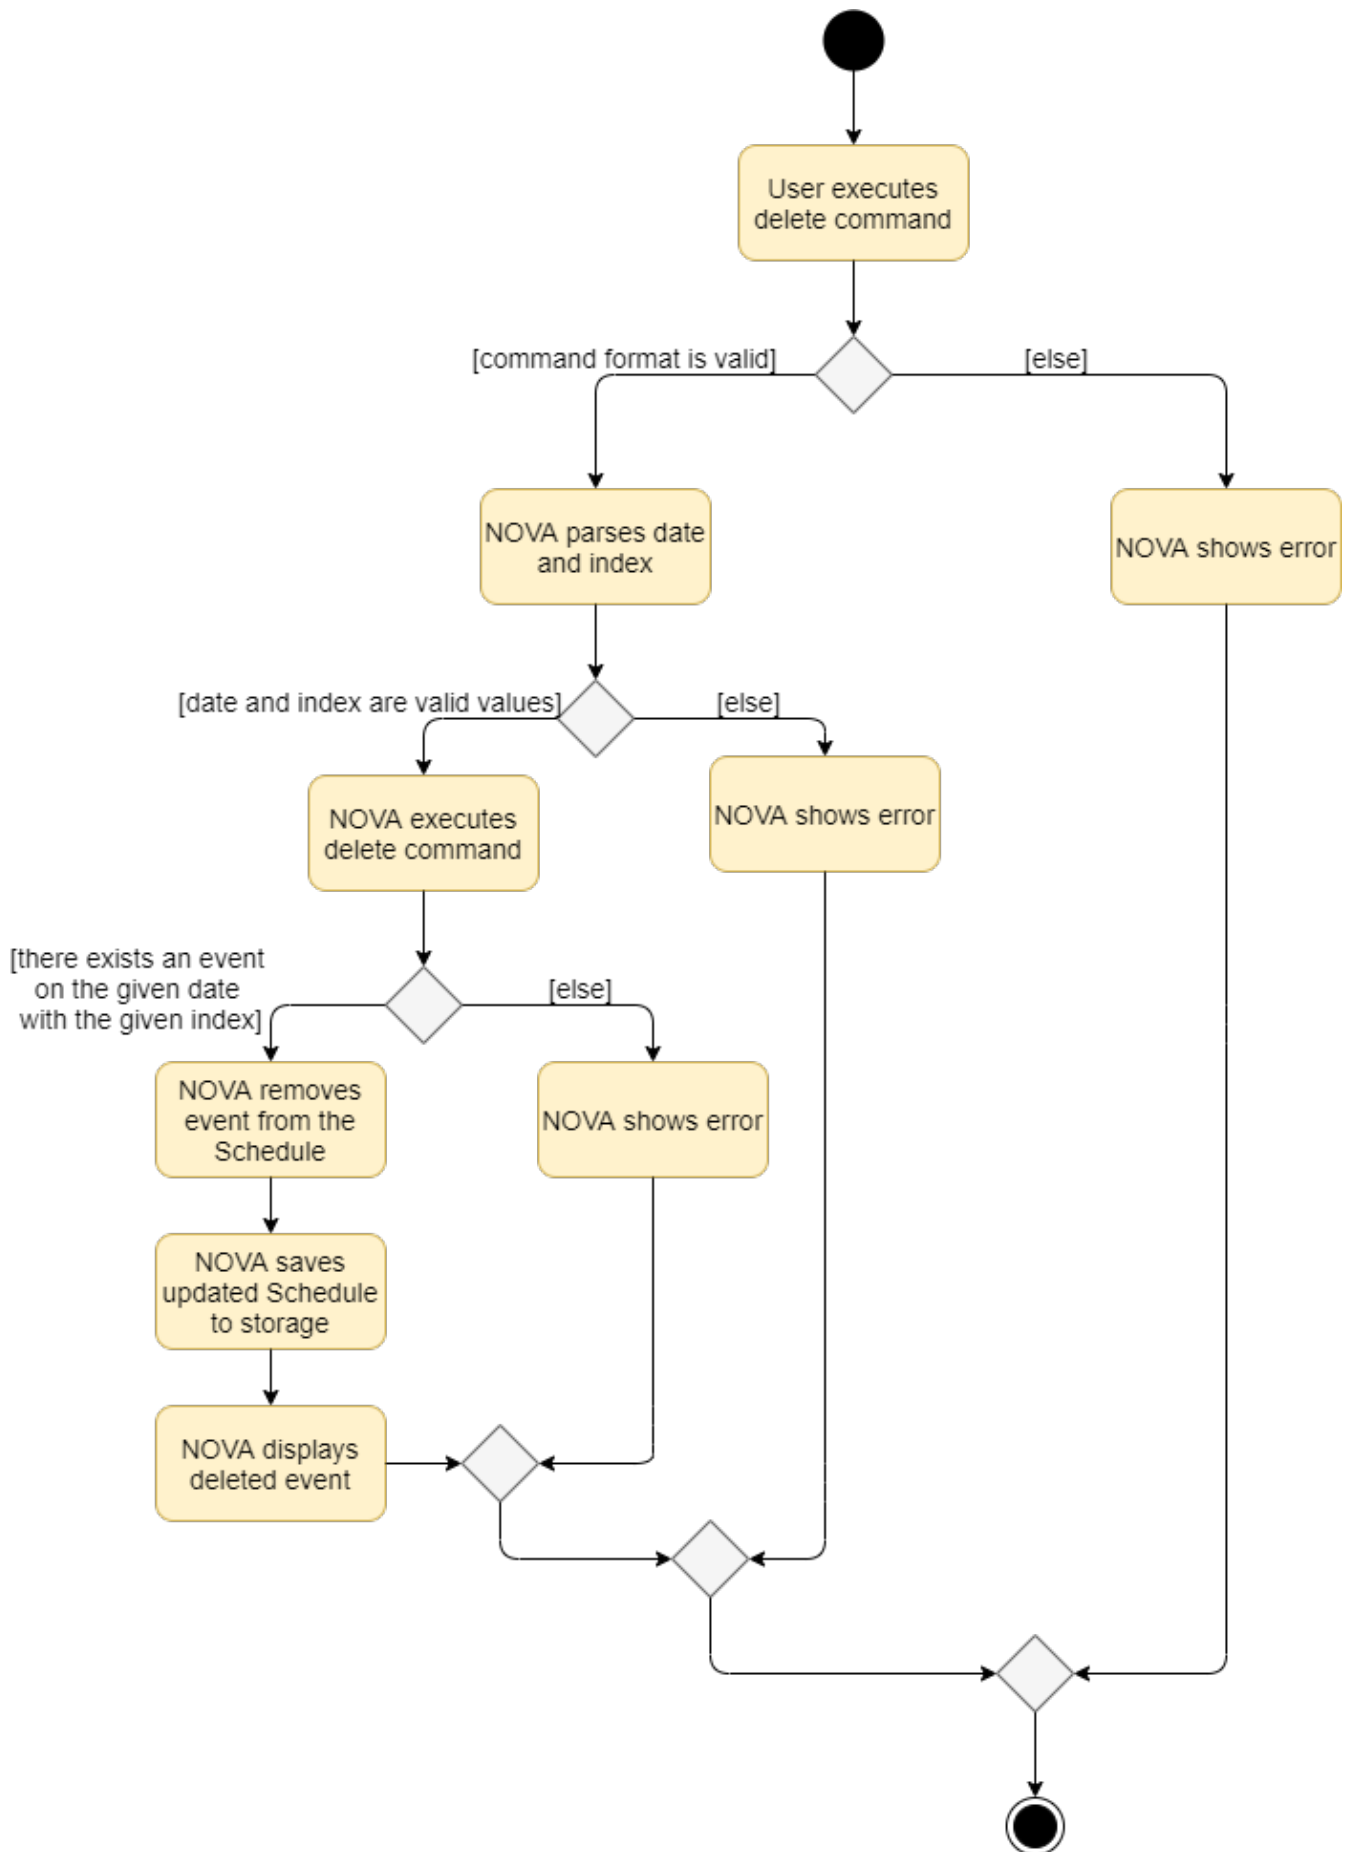 User executes
delete command
[command format is valid]
[else]
NOVA parses date
and index
NOVA shows error
[date and index are valid values]
[else]
NOVA executes
delete command
NOVA shows error
[there exists an event
on the given date
with the given index]
[else]
NOVA removes
event from the
Schedule
NOVA shows error
NOVA saves
updated Schedule
to storage
NOVA displays
deleted event